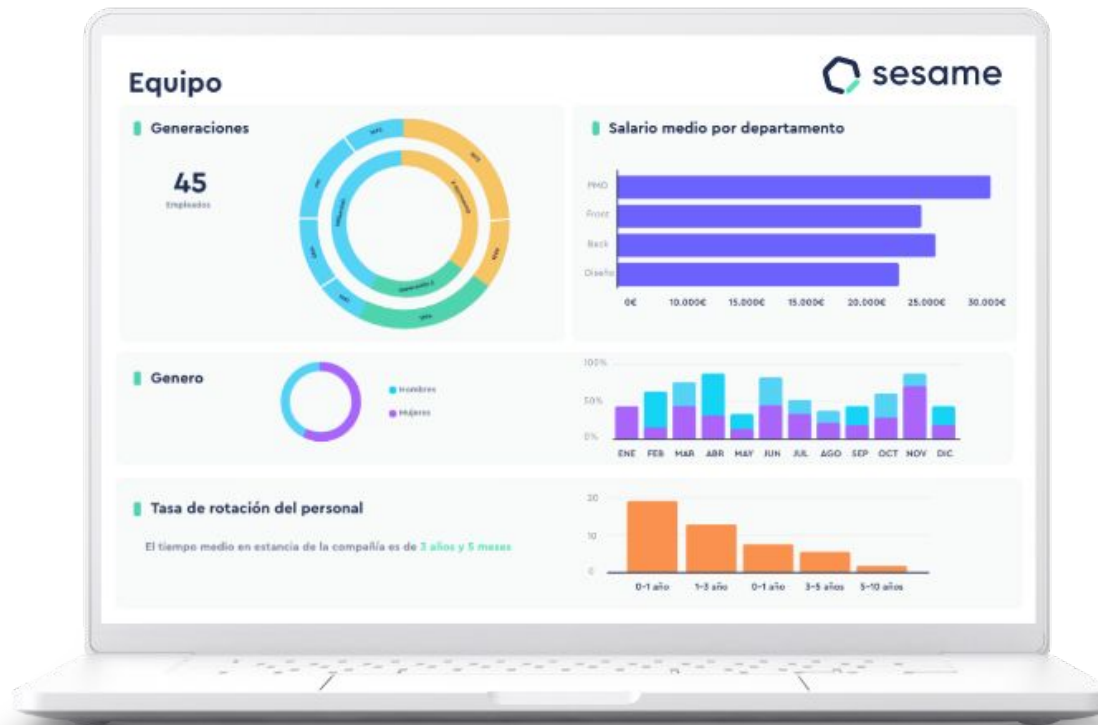 Equipo
sesame
Generaciones
45
Empleados
Salario medio por departamento
PMO
Front
Back
Diseño
0€ 10.000€ 15.000€ 15.000€ 20.000€ 25.000€ 30.000€
Genero
Hombres
Mujeres
100%
50%
0%
ENE FEB MAR ABR MAY JUN JUL AGO SEP OCT NOV DIC
Tasa de rotación del personal
El tiempo medio en estancia de la compañía es de 3 años y 5 meses
20
10
0
0-1 año 1-3 año 0-1 año 3-5 años 5-10 años